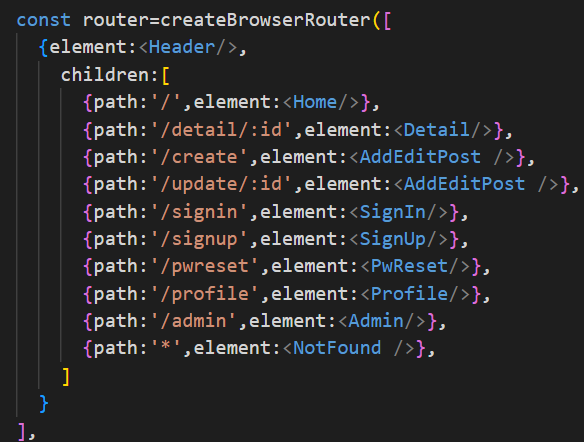 const router=createBrowserRouter([
{element:<Header/>,
children:[
{path:'/',element:<Home/>},
{path:'/detail/:id',element:<Detail/>},
{path:'/create',element:<AddEditPost />},
{path:'/update/:id',element:<AddEditPost />},
{path:'/signin',element:<SignIn/>},
{path:'/signup',element:<SignUp/>},
{path:'/pwreset',element:<PwReset/>},
{path:'/profile',element:<Profile/>},
{path:'/admin',element:<Admin/>},
{path:'*',element:<NotFound />},
]
}
],